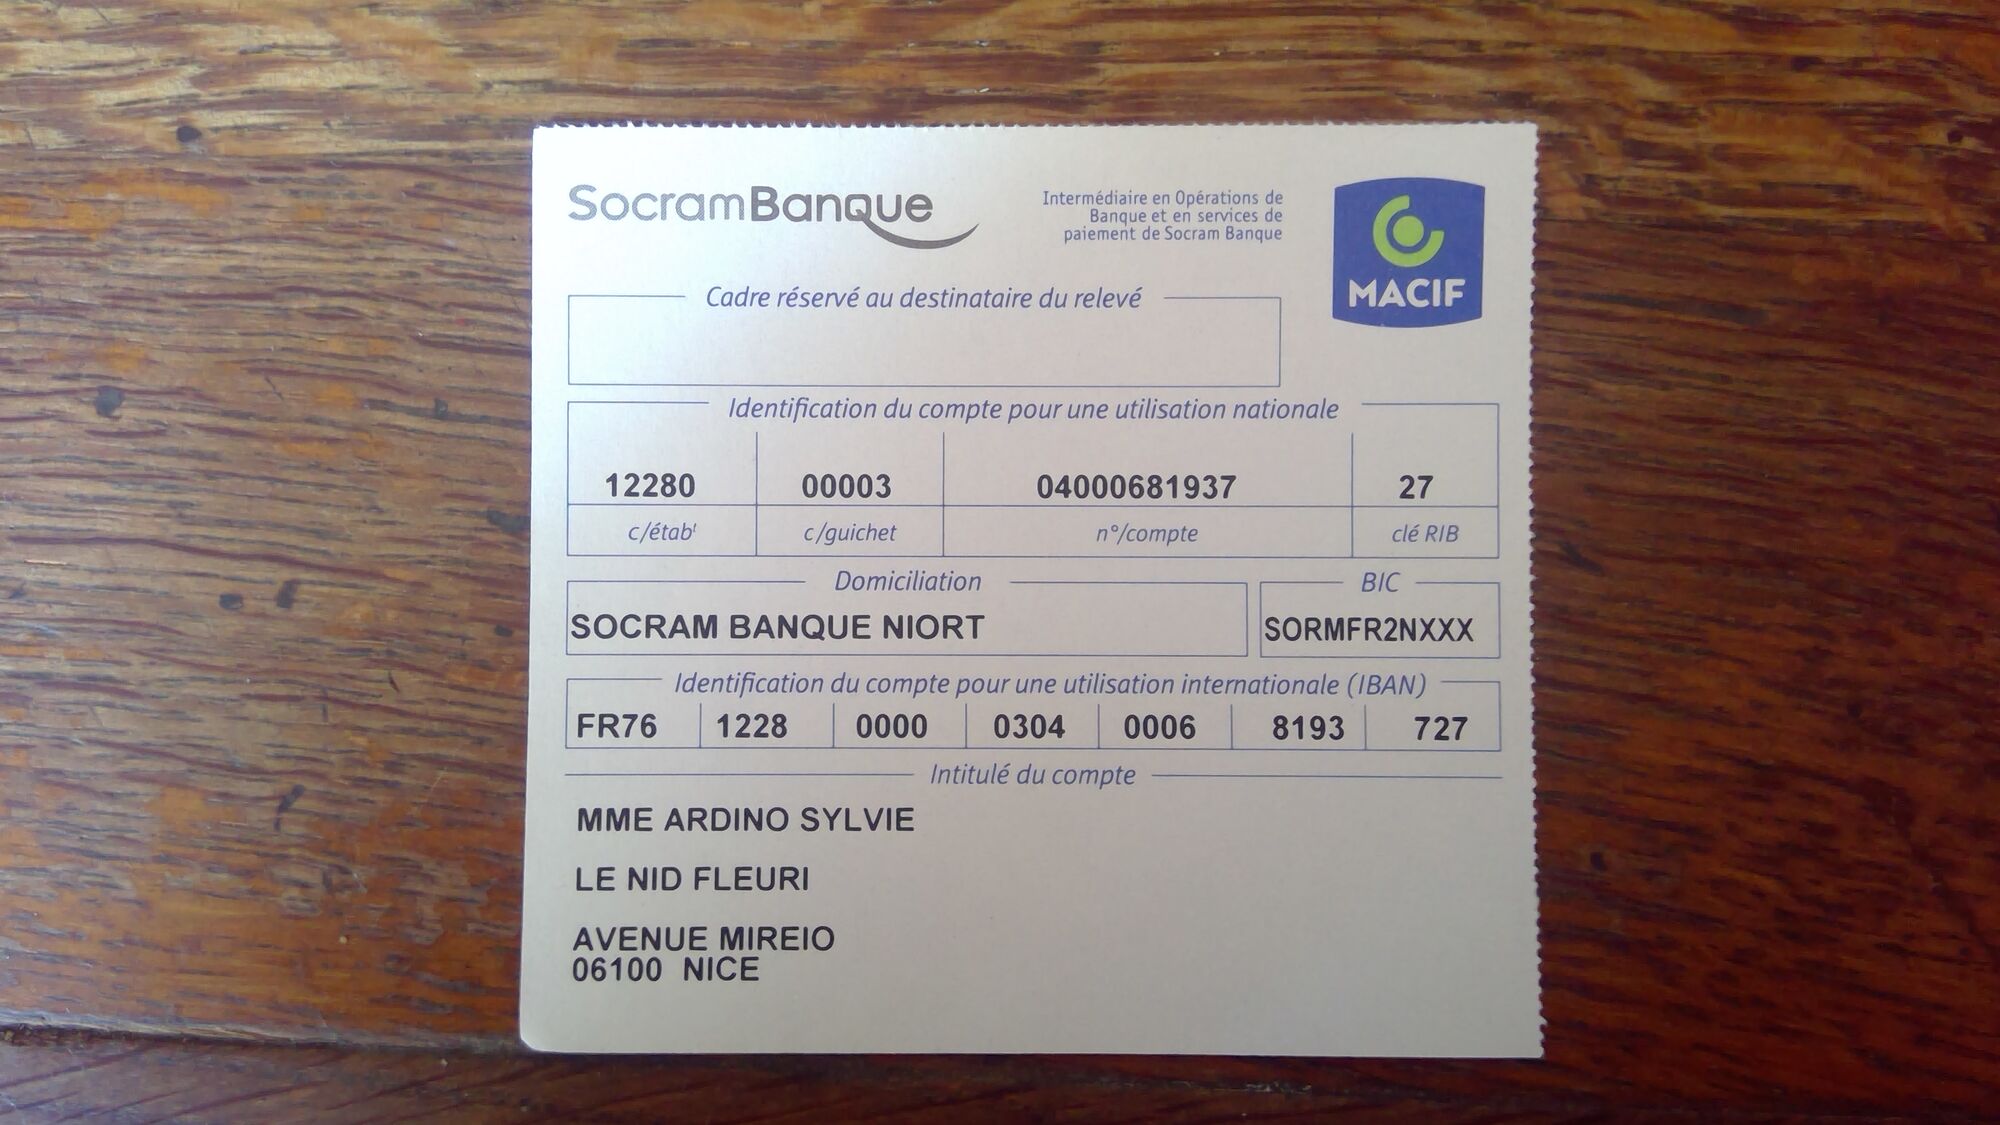 SocramBanque
Intermédiaire en Opérations de
Banque et en services de
paiement de Socram Banque
MACIF
Cadre réservé au destinataire du relevé
Identification du compte pour une utilisation nationale
12280 00003 04000681937 27
c/étabᵗ c/guichet n°/compte clé RIB
Domiciliation BIC
SOCRAM BANQUE NIORT SORMFR2NXXX
Identification du compte pour une utilisation internationale (IBAN)
FR76 1228 0000 0304 0006 8193 727
Intitulé du compte
MME ARDINO SYLVIE
LE NID FLEURI
AVENUE MIREIO
06100 NICE